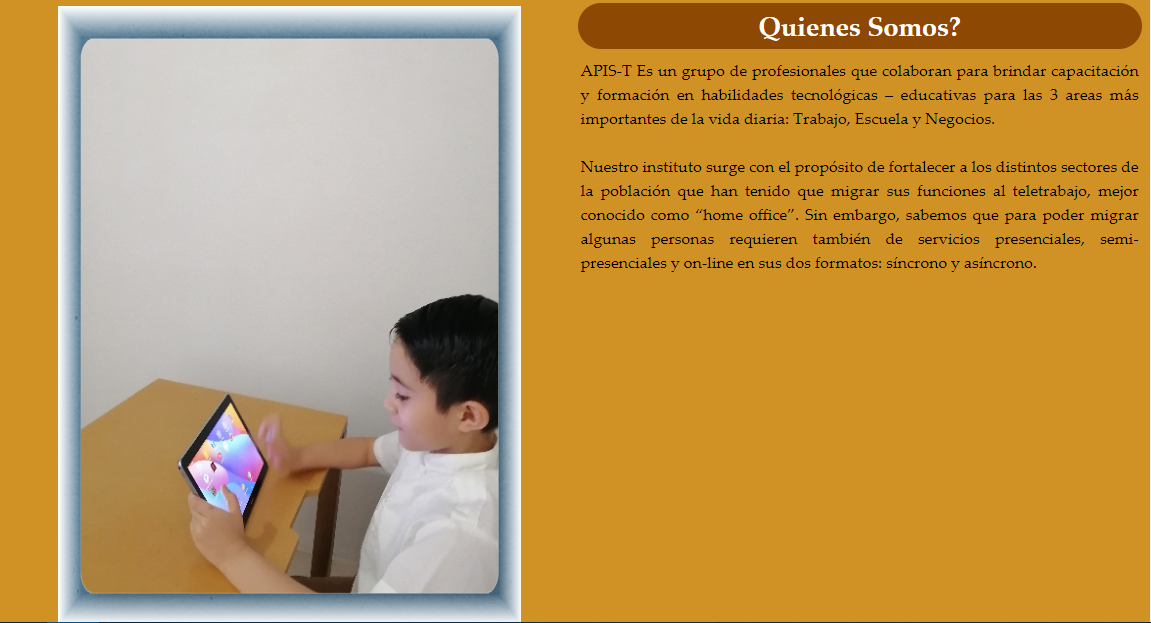 Quienes Somos?
APIS-T Es un grupo de profesionales que colaboran para brindar capacitación
y formación en habilidades tecnológicas – educativas para las 3 areas más
importantes de la vida diaria: Trabajo, Escuela y Negocios.
Nuestro instituto surge con el propósito de fortalecer a los distintos sectores de
la población que han tenido que migrar sus funciones al teletrabajo, mejor
conocido como “home office”. Sin embargo, sabemos que para poder migrar
algunas personas requieren también de servicios presenciales, semi-
presenciales y on-line en sus dos formatos: síncrono y asíncrono.